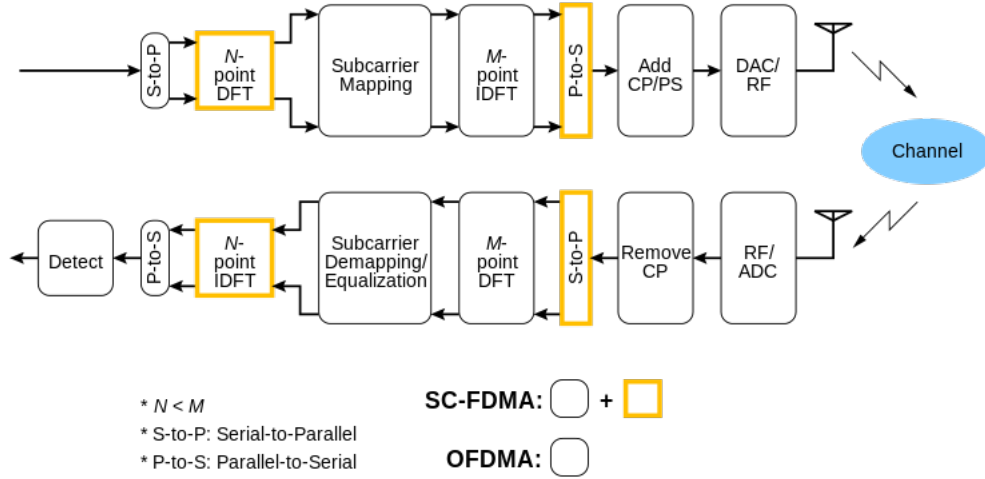 S-to-P
N-
point
DFT
Subcarrier
Mapping
M-
point
IDFT
P-to-S
Add
CP/PS
DAC/
RF
Channel
Detect
P-to-S
N-
point
IDFT
Subcarrier
Demapping/
Equalization
M-
point
DFT
S-to-P
Remove
CP
RF/
ADC
* N < M
* S-to-P: Serial-to-Parallel
* P-to-S: Parallel-to-Serial
SC-FDMA: +
OFDMA: